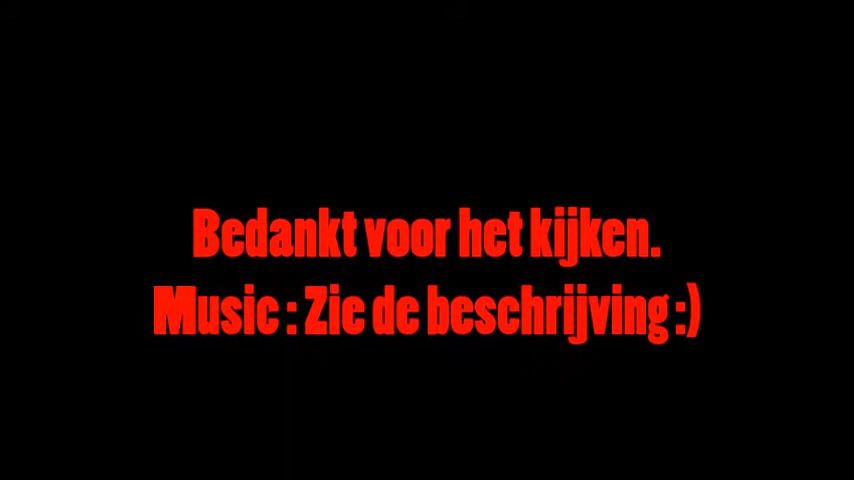 Bedankt voor het kijken.
Music : Zie de beschrijving :)